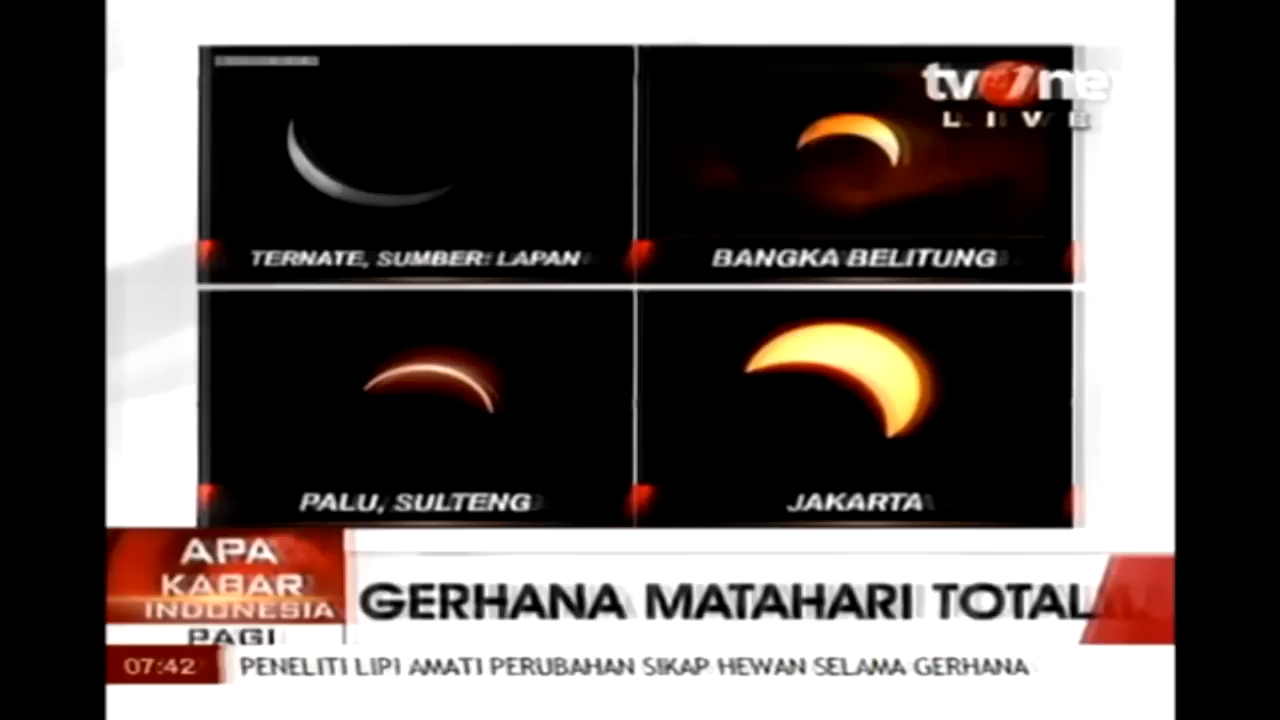 tvOne
LIVE
TERNATE, SUMBER: LAPAN
BANGKA BELITUNG
PALU, SULTENG
JAKARTA
APA
KABAR
INDONESIA
PAGI
GERHANA MATAHARI TOTAL
07:42
PENELITI LIPI AMATI PERUBAHAN SIKAP HEWAN SELAMA GERHANA